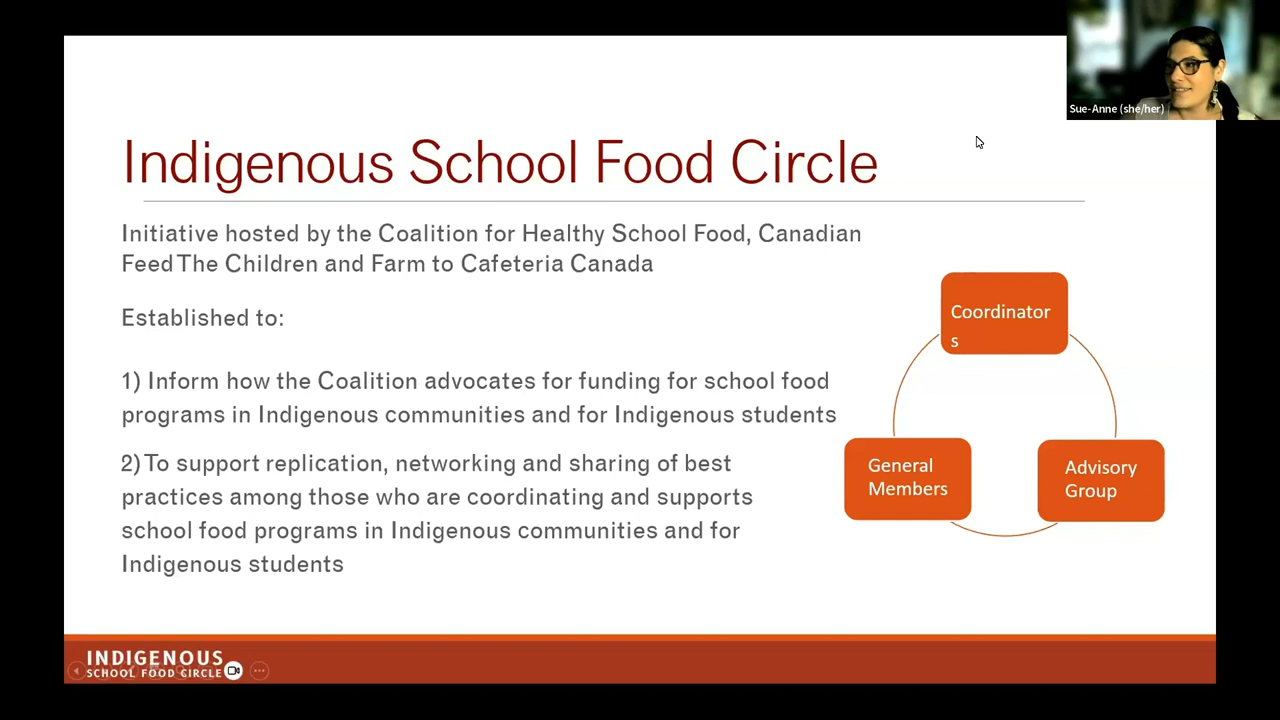 Sue-Anne (she/her)
Indigenous School Food Circle
Initiative hosted by the Coalition for Healthy School Food, Canadian
Feed The Children and Farm to Cafeteria Canada
Established to:
1) Inform how the Coalition advocates for funding for school food
programs in Indigenous communities and for Indigenous students
2) To support replication, networking and sharing of best
practices among those who are coordinating and supports
school food programs in Indigenous communities and for
Indigenous students
Coordinator
s
General
Members
Advisory
Group
INDIGENOUS
SCHOOL FOOD CIRCLE